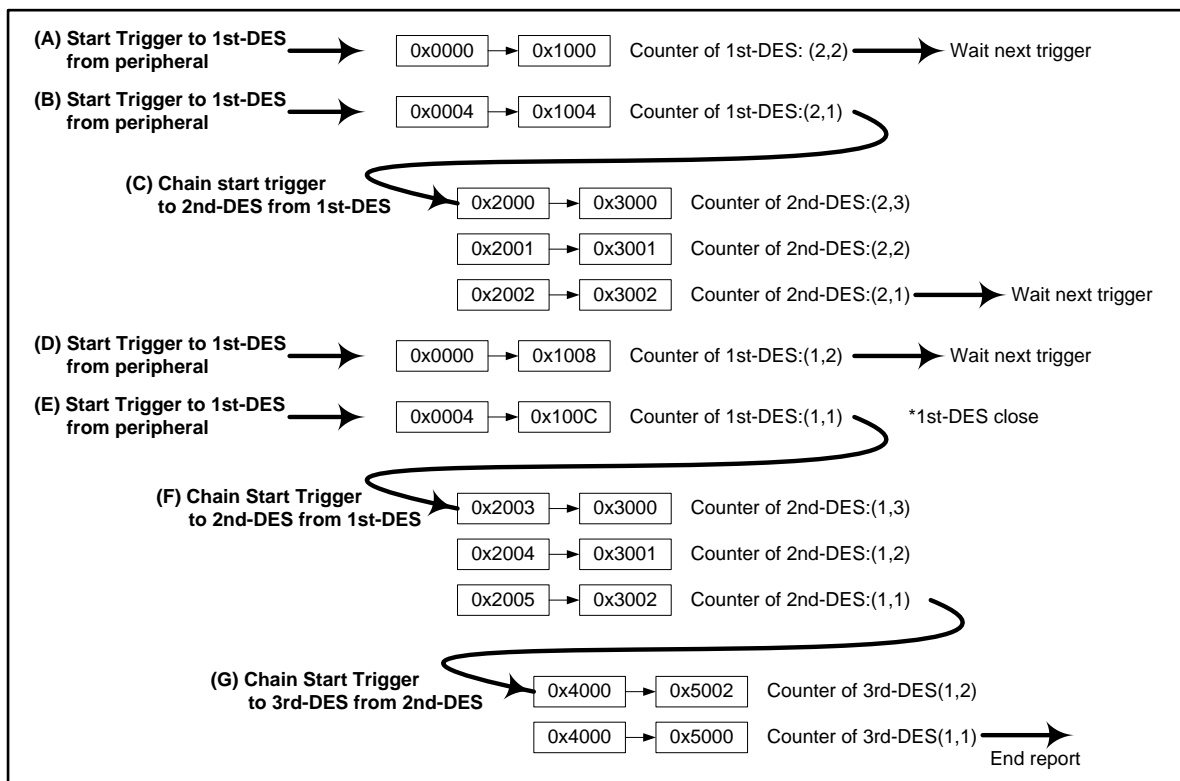 (A) Start Trigger to 1st-DES
from peripheral
0x0000 0x1000 Counter of 1st-DES: (2,2) Wait next trigger
(B) Start Trigger to 1st-DES
from peripheral
0x0004 0x1004 Counter of 1st-DES:(2,1)
(C) Chain start trigger
to 2nd-DES from 1st-DES
0x2000 0x3000 Counter of 2nd-DES:(2,3)
0x2001 0x3001 Counter of 2nd-DES:(2,2)
0x2002 0x3002 Counter of 2nd-DES:(2,1) Wait next trigger
(D) Start Trigger to 1st-DES
from peripheral
0x0000 0x1008 Counter of 1st-DES:(1,2) Wait next trigger
(E) Start Trigger to 1st-DES
from peripheral
0x0004 0x100C Counter of 1st-DES:(1,1) *1st-DES close
(F) Chain Start Trigger
to 2nd-DES from 1st-DES
0x2003 0x3000 Counter of 2nd-DES:(1,3)
0x2004 0x3001 Counter of 2nd-DES:(1,2)
0x2005 0x3002 Counter of 2nd-DES:(1,1)
(G) Chain Start Trigger
to 3rd-DES from 2nd-DES
0x4000 0x5002 Counter of 3rd-DES(1,2)
0x4000 0x5000 Counter of 3rd-DES(1,1)
End report